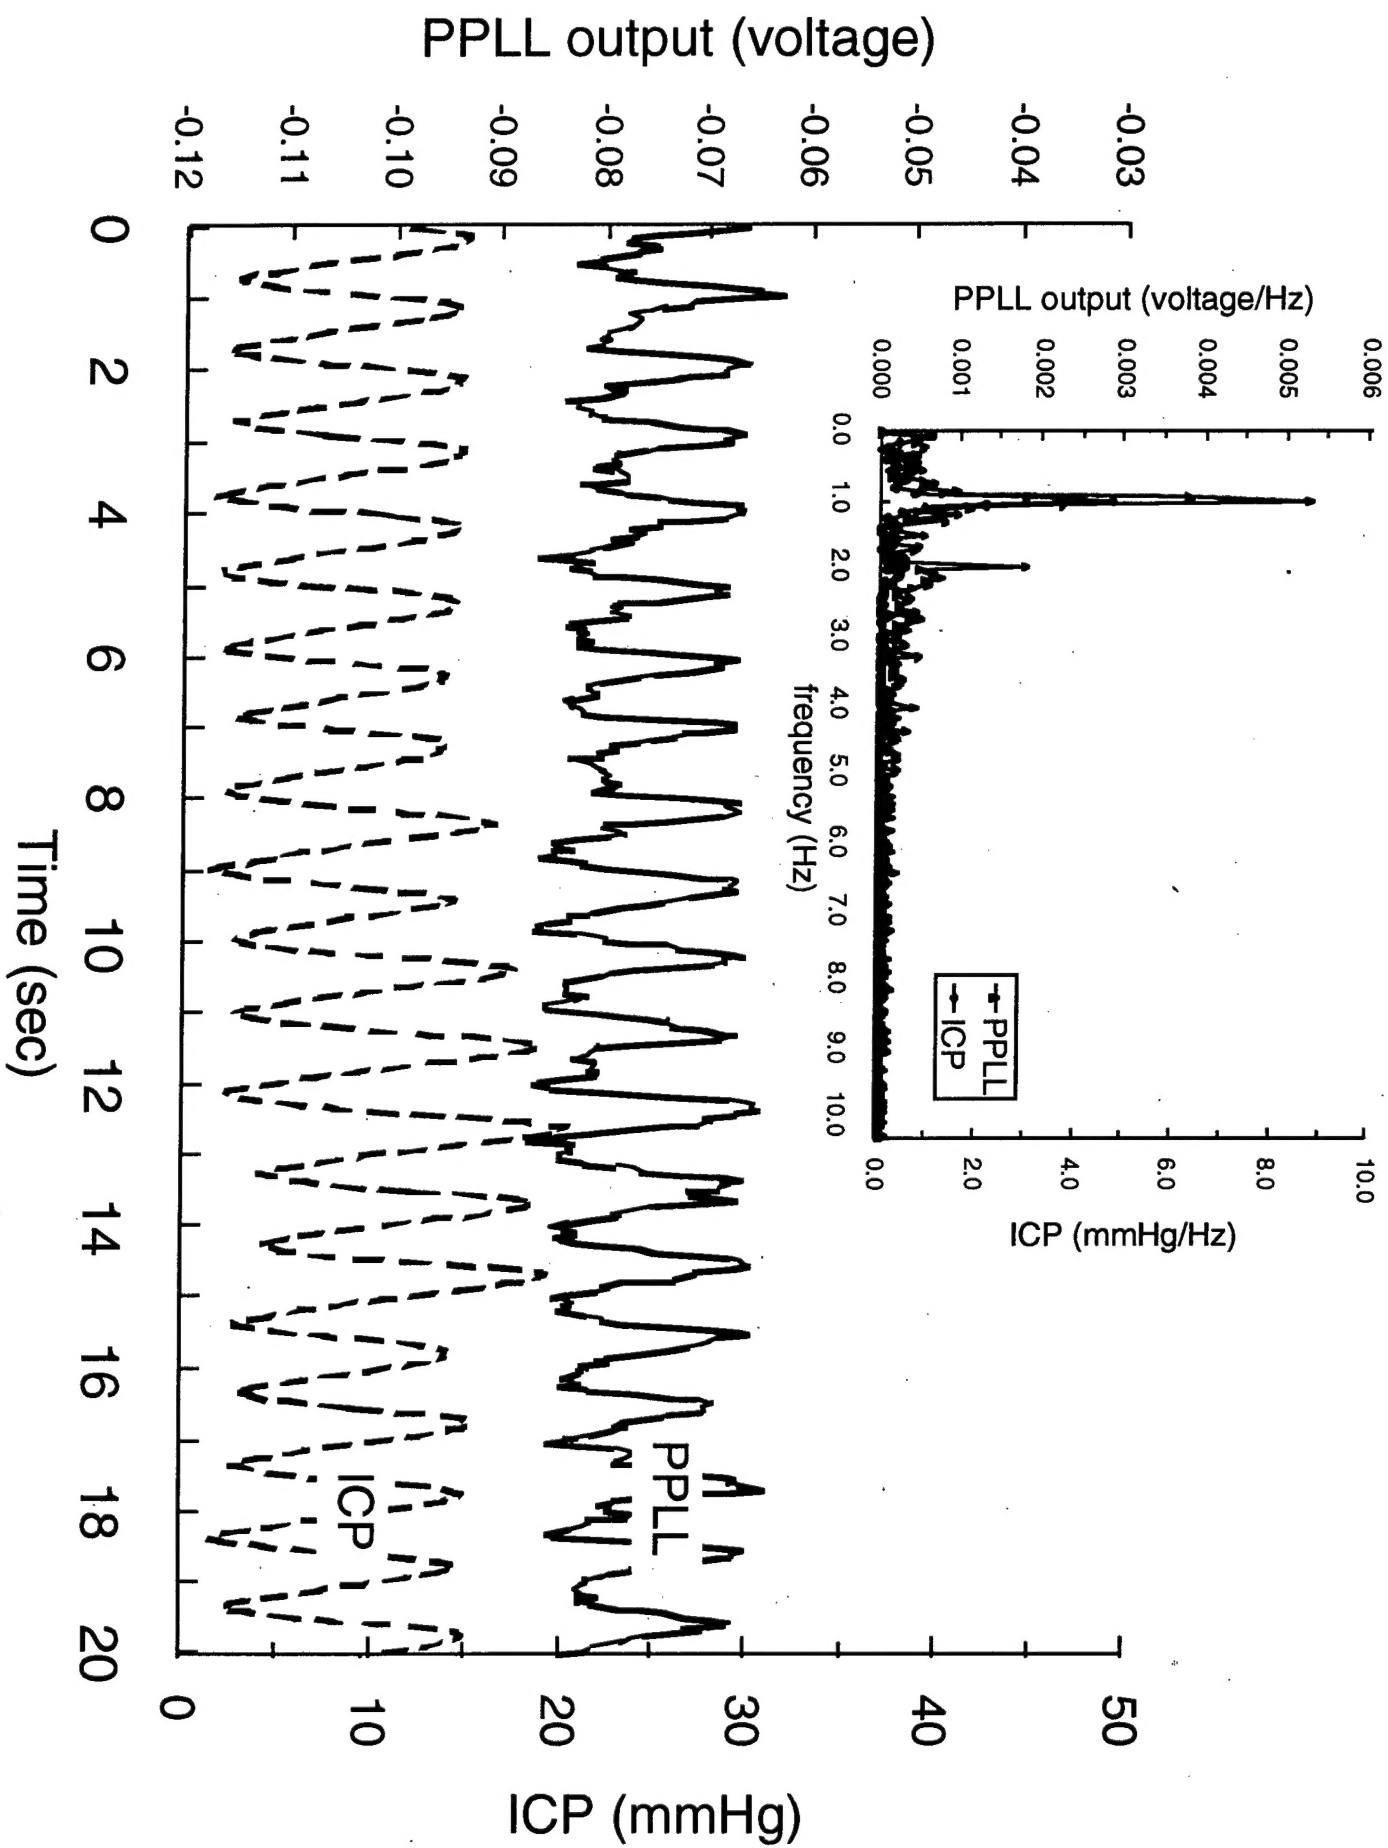 PPLL output (voltage)
-0.03
-0.04
-0.05
-0.06
-0.07
-0.08
-0.09
-0.10
-0.11
-0.12
PPLL output (voltage/Hz)
0.006
0.005
0.004
0.003
0.002
0.001
0.000
0.0 1.0 2.0 3.0 4.0 5.0 6.0 7.0 8.0 9.0 10.0
frequency (Hz)
PPLL
ICP
10.0
8.0
6.0
4.0
2.0
0.0
ICP (mmHg/Hz)
PPLL
ICP
0 2 4 6 8 10 12 14 16 18 20
Time (sec)
50
40
30
20
10
0
ICP (mmHg)